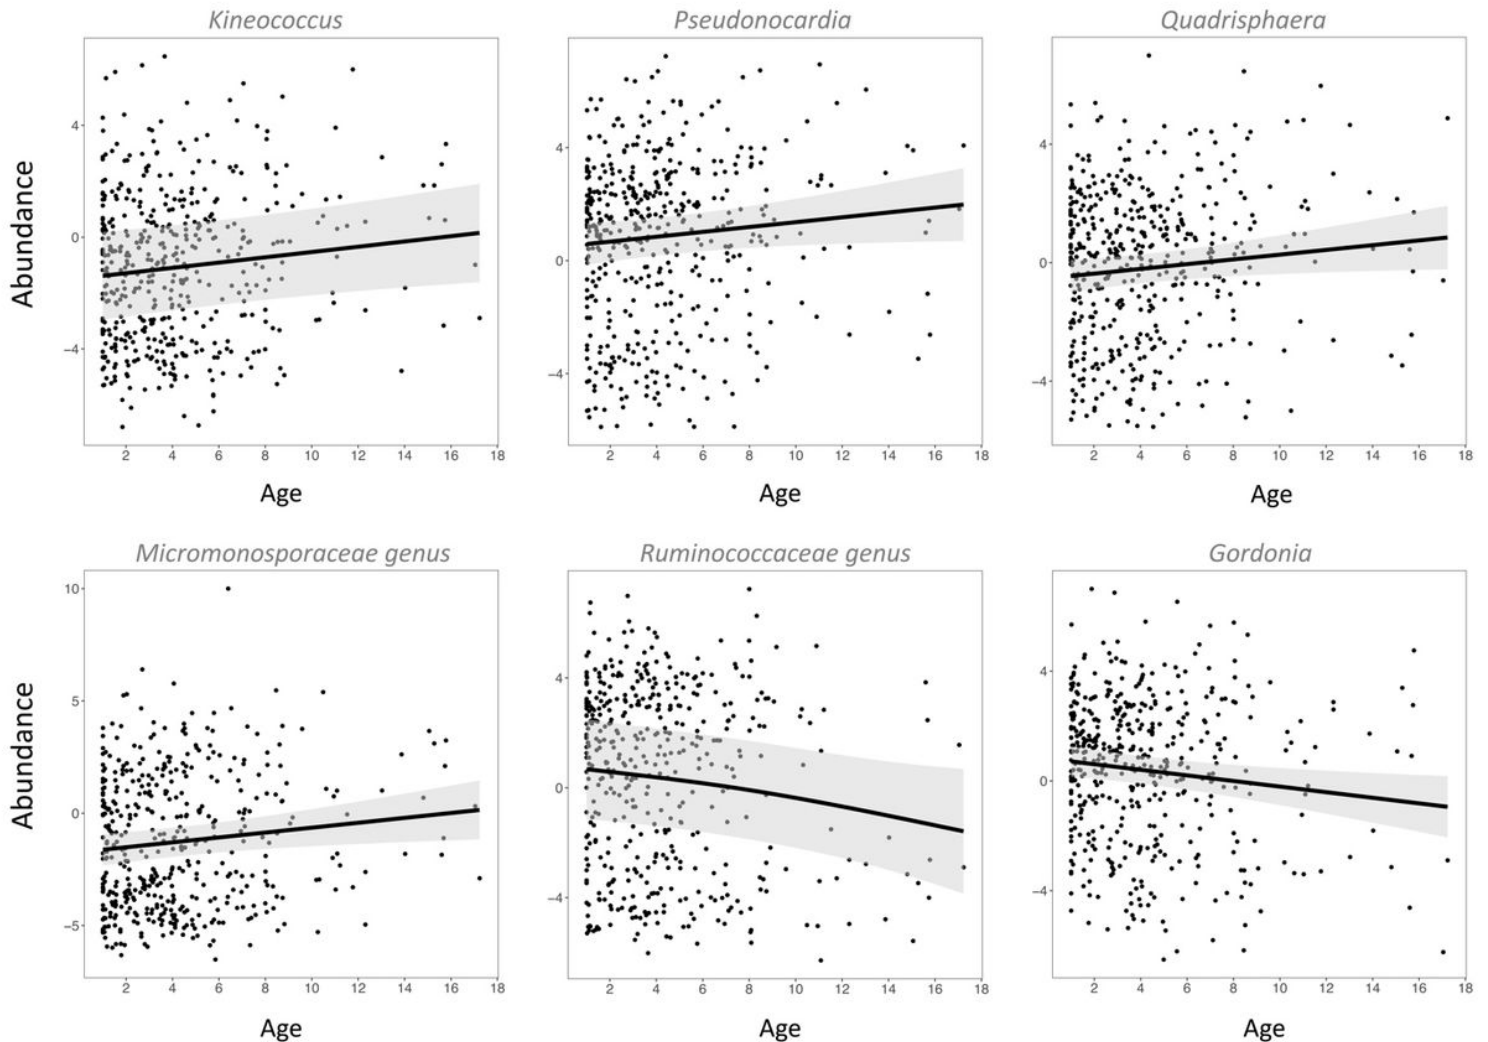 Kineococcus Pseudonocardia Quadrisphaera
Abundance
4
0
−4
2 4 6 8 10 12 14 16 18
Age
4
0
−4
2 4 6 8 10 12 14 16 18
Age
4
0
−4
2 4 6 8 10 12 14 16 18
Age
Micromonosporaceae genus Ruminococcaceae genus Gordonia
Abundance
10
5
0
−5
2 4 6 8 10 12 14 16 18
Age
4
0
−4
2 4 6 8 10 12 14 16 18
Age
4
0
−4
2 4 6 8 10 12 14 16 18
Age